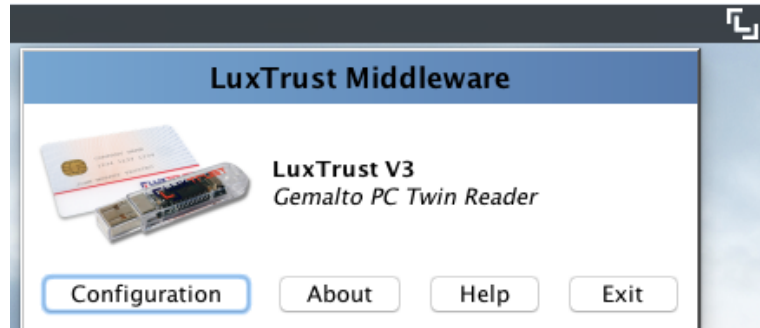 LuxTrust Middleware
LuxTrust V3
Gemalto PC Twin Reader
Configuration
About
Help
Exit